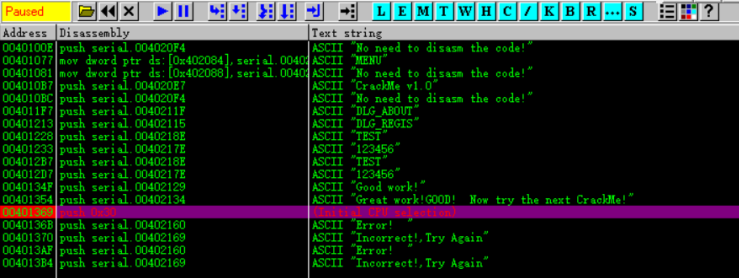 Paused L E M T W H C / K B R ... S ?
Address Disassembly Text string
0040100E push serial.004020F4 ASCII "No need to disasm the code!"
00401077 mov dword ptr ds:[0x402084],serial.0040 ASCII "MENU"
00401081 mov dword ptr ds:[0x402088],serial.0040 ASCII "No need to disasm the code!"
004010B7 push serial.004020E7 ASCII "CrackMe v1.0"
004010BC push serial.004020F4 ASCII "No need to disasm the code!"
004011F7 push serial.0040211F ASCII "DLG_ABOUT"
00401213 push serial.00402115 ASCII "DLG_REGIS"
00401228 push serial.0040218E ASCII "TEST"
00401233 push serial.0040217E ASCII "123456"
004012B7 push serial.0040218E ASCII "TEST"
004012D7 push serial.0040217E ASCII "123456"
0040134F push serial.00402129 ASCII "Good work!"
00401354 push serial.00402134 ASCII "Great work!GOOD!  Now try the next CrackMe!"
00401369 push 0x30 (Initial CPU selection)
0040136B push serial.00402160 ASCII "Error!  "
00401370 push serial.00402169 ASCII "Incorrect!,Try Again"
004013AF push serial.00402160 ASCII "Error!  "
004013B4 push serial.00402169 ASCII "Incorrect!,Try Again"